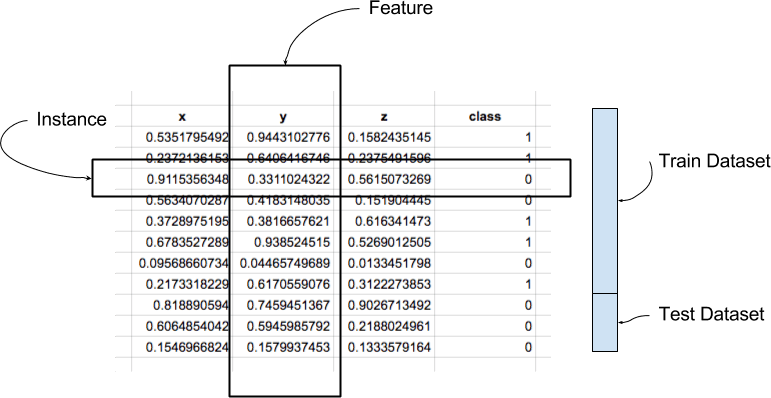 Feature
Instance
x y z class
0.5351795492 0.9443102776 0.1582435145 1
0.2372136153 0.6406416746 0.2375491596 1
0.9115356348 0.3311024322 0.5615073269 0
0.5634070287 0.4183148035 0.151904445 0
0.3728975195 0.3816657621 0.616341473 1
0.6783527289 0.938524515 0.5269012505 1
0.09568660734 0.04465749689 0.0133451798 0
0.2173318229 0.6170559076 0.3122273853 1
0.818890594 0.7459451367 0.9026713492 0
0.6064854042 0.5945985792 0.2188024961 0
0.1546966824 0.1579937453 0.1333579164 0
Train Dataset
Test Dataset